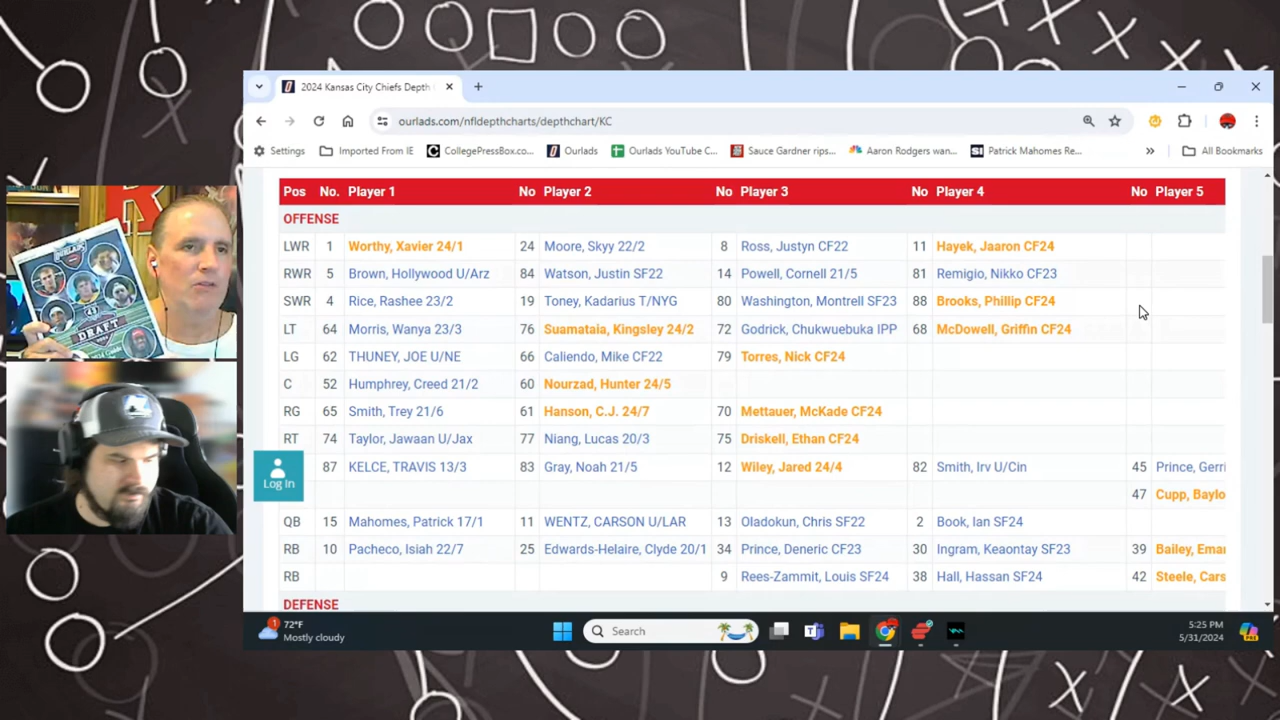 2024 Kansas City Chiefs Depth
ourlads.com/nfldepthcharts/depthchart/KC
Settings Imported From IE CollegePressBox.co... Ourlads Ourlads YouTube C... Sauce Gardner rips... Aaron Rodgers wan... Patrick Mahomes Re... » All Bookmarks
Pos No. Player 1 No Player 2 No Player 3 No Player 4 No Player 5
OFFENSE
LWR 1 Worthy, Xavier 24/1 24 Moore, Skyy 22/2 8 Ross, Justyn CF22 11 Hayek, Jaaron CF24
RWR 5 Brown, Hollywood U/Arz 84 Watson, Justin SF22 14 Powell, Cornell 21/5 81 Remigio, Nikko CF23
SWR 4 Rice, Rashee 23/2 19 Toney, Kadarius T/NYG 80 Washington, Montrell SF23 88 Brooks, Phillip CF24
LT 64 Morris, Wanya 23/3 76 Suamataia, Kingsley 24/2 72 Godrick, Chukwuebuka IPP 68 McDowell, Griffin CF24
LG 62 THUNEY, JOE U/NE 66 Caliendo, Mike CF22 79 Torres, Nick CF24
C 52 Humphrey, Creed 21/2 60 Nourzad, Hunter 24/5
RG 65 Smith, Trey 21/6 61 Hanson, C.J. 24/7 70 Mettauer, McKade CF24
RT 74 Taylor, Jawaan U/Jax 77 Niang, Lucas 20/3 75 Driskell, Ethan CF24
87 KELCE, TRAVIS 13/3 83 Gray, Noah 21/5 12 Wiley, Jared 24/4 82 Smith, Irv U/Cin 45 Prince, Gerri
47 Cupp, Baylo
Log In
QB 15 Mahomes, Patrick 17/1 11 WENTZ, CARSON U/LAR 13 Oladokun, Chris SF22 2 Book, Ian SF24
RB 10 Pacheco, Isiah 22/7 25 Edwards-Helaire, Clyde 20/1 34 Prince, Deneric CF23 30 Ingram, Keaontay SF23 39 Bailey, Emar
RB 9 Rees-Zammit, Louis SF24 38 Hall, Hassan SF24 42 Steele, Cars
DEFENSE
1 72°F
Mostly cloudy
Search
5:25 PM
5/31/2024
DRAFT